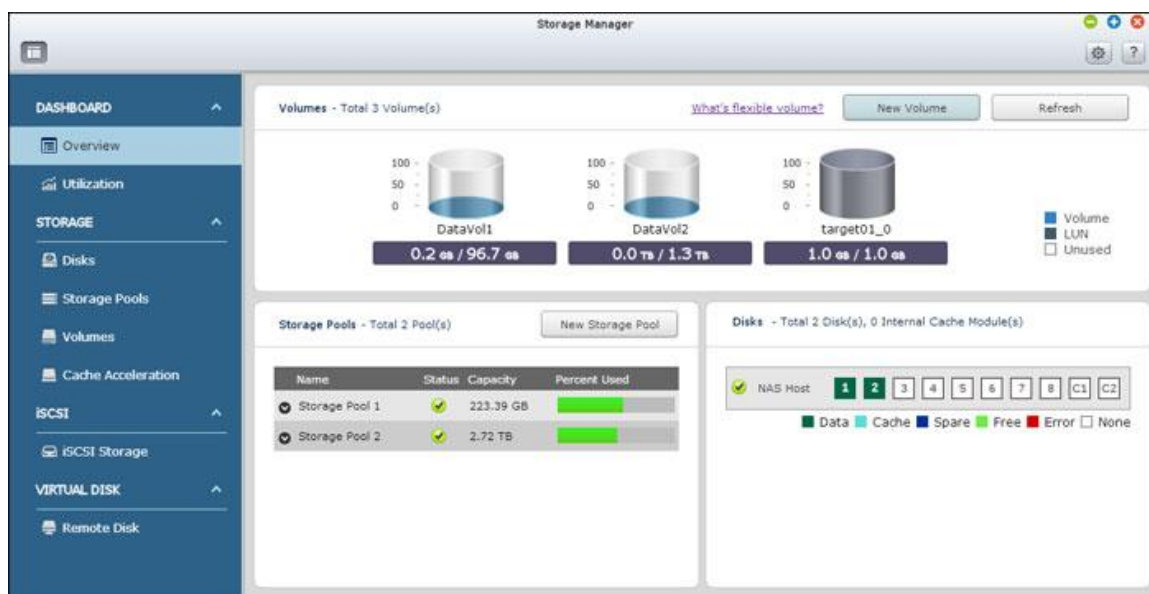 Storage Manager
?
DASHBOARD
Overview
Utilization
STORAGE
Disks
Storage Pools
Volumes
Cache Acceleration
iSCSI
iSCSI Storage
VIRTUAL DISK
Remote Disk
Volumes - Total 3 Volume(s)
What's flexible volume?
New Volume
Refresh
100
50
0
DataVol1
0.2 GB / 96.7 GB
100
50
0
DataVol2
0.0 TB / 1.3 TB
100
50
0
target01_0
1.0 GB / 1.0 GB
Volume
LUN
Unused
Storage Pools - Total 2 Pool(s)
New Storage Pool
Name Status Capacity Percent Used
Storage Pool 1 223.39 GB
Storage Pool 2 2.72 TB
Disks - Total 2 Disk(s), 0 Internal Cache Module(s)
NAS Host 1 2 3 4 5 6 7 8 C1 C2
Data Cache Spare Free Error None